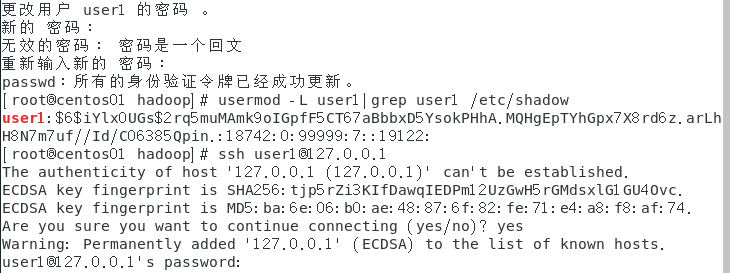 更改用户 user1 的密码 。
新的 密码：
无效的密码： 密码是一个回文
重新输入新的 密码：
passwd：所有的身份验证令牌已经成功更新。
[root@centos01 hadoop]# usermod -L user1|grep user1 /etc/shadow
user1:$6$iYlxOUGs$2rq5muMAmk9oIGpfF5CT67aBbbxD5YsokPHhA.MQHgEpTYhGpx7X8rd6z.arLh
H8N7m7uf//Id/C06385Qpin.:18742:0:99999:7::19122:
[root@centos01 hadoop]# ssh user1@127.0.0.1
The authenticity of host '127.0.0.1 (127.0.0.1)' can't be established.
ECDSA key fingerprint is SHA256:tjp5rZi3KIfDawqIEDPm12UzGwH5rGMdsxlG1GU4Ovc.
ECDSA key fingerprint is MD5:ba:6e:06:b0:ae:48:87:6f:82:fe:71:e4:a8:f8:af:74.
Are you sure you want to continue connecting (yes/no)? yes
Warning: Permanently added '127.0.0.1' (ECDSA) to the list of known hosts.
user1@127.0.0.1's password: